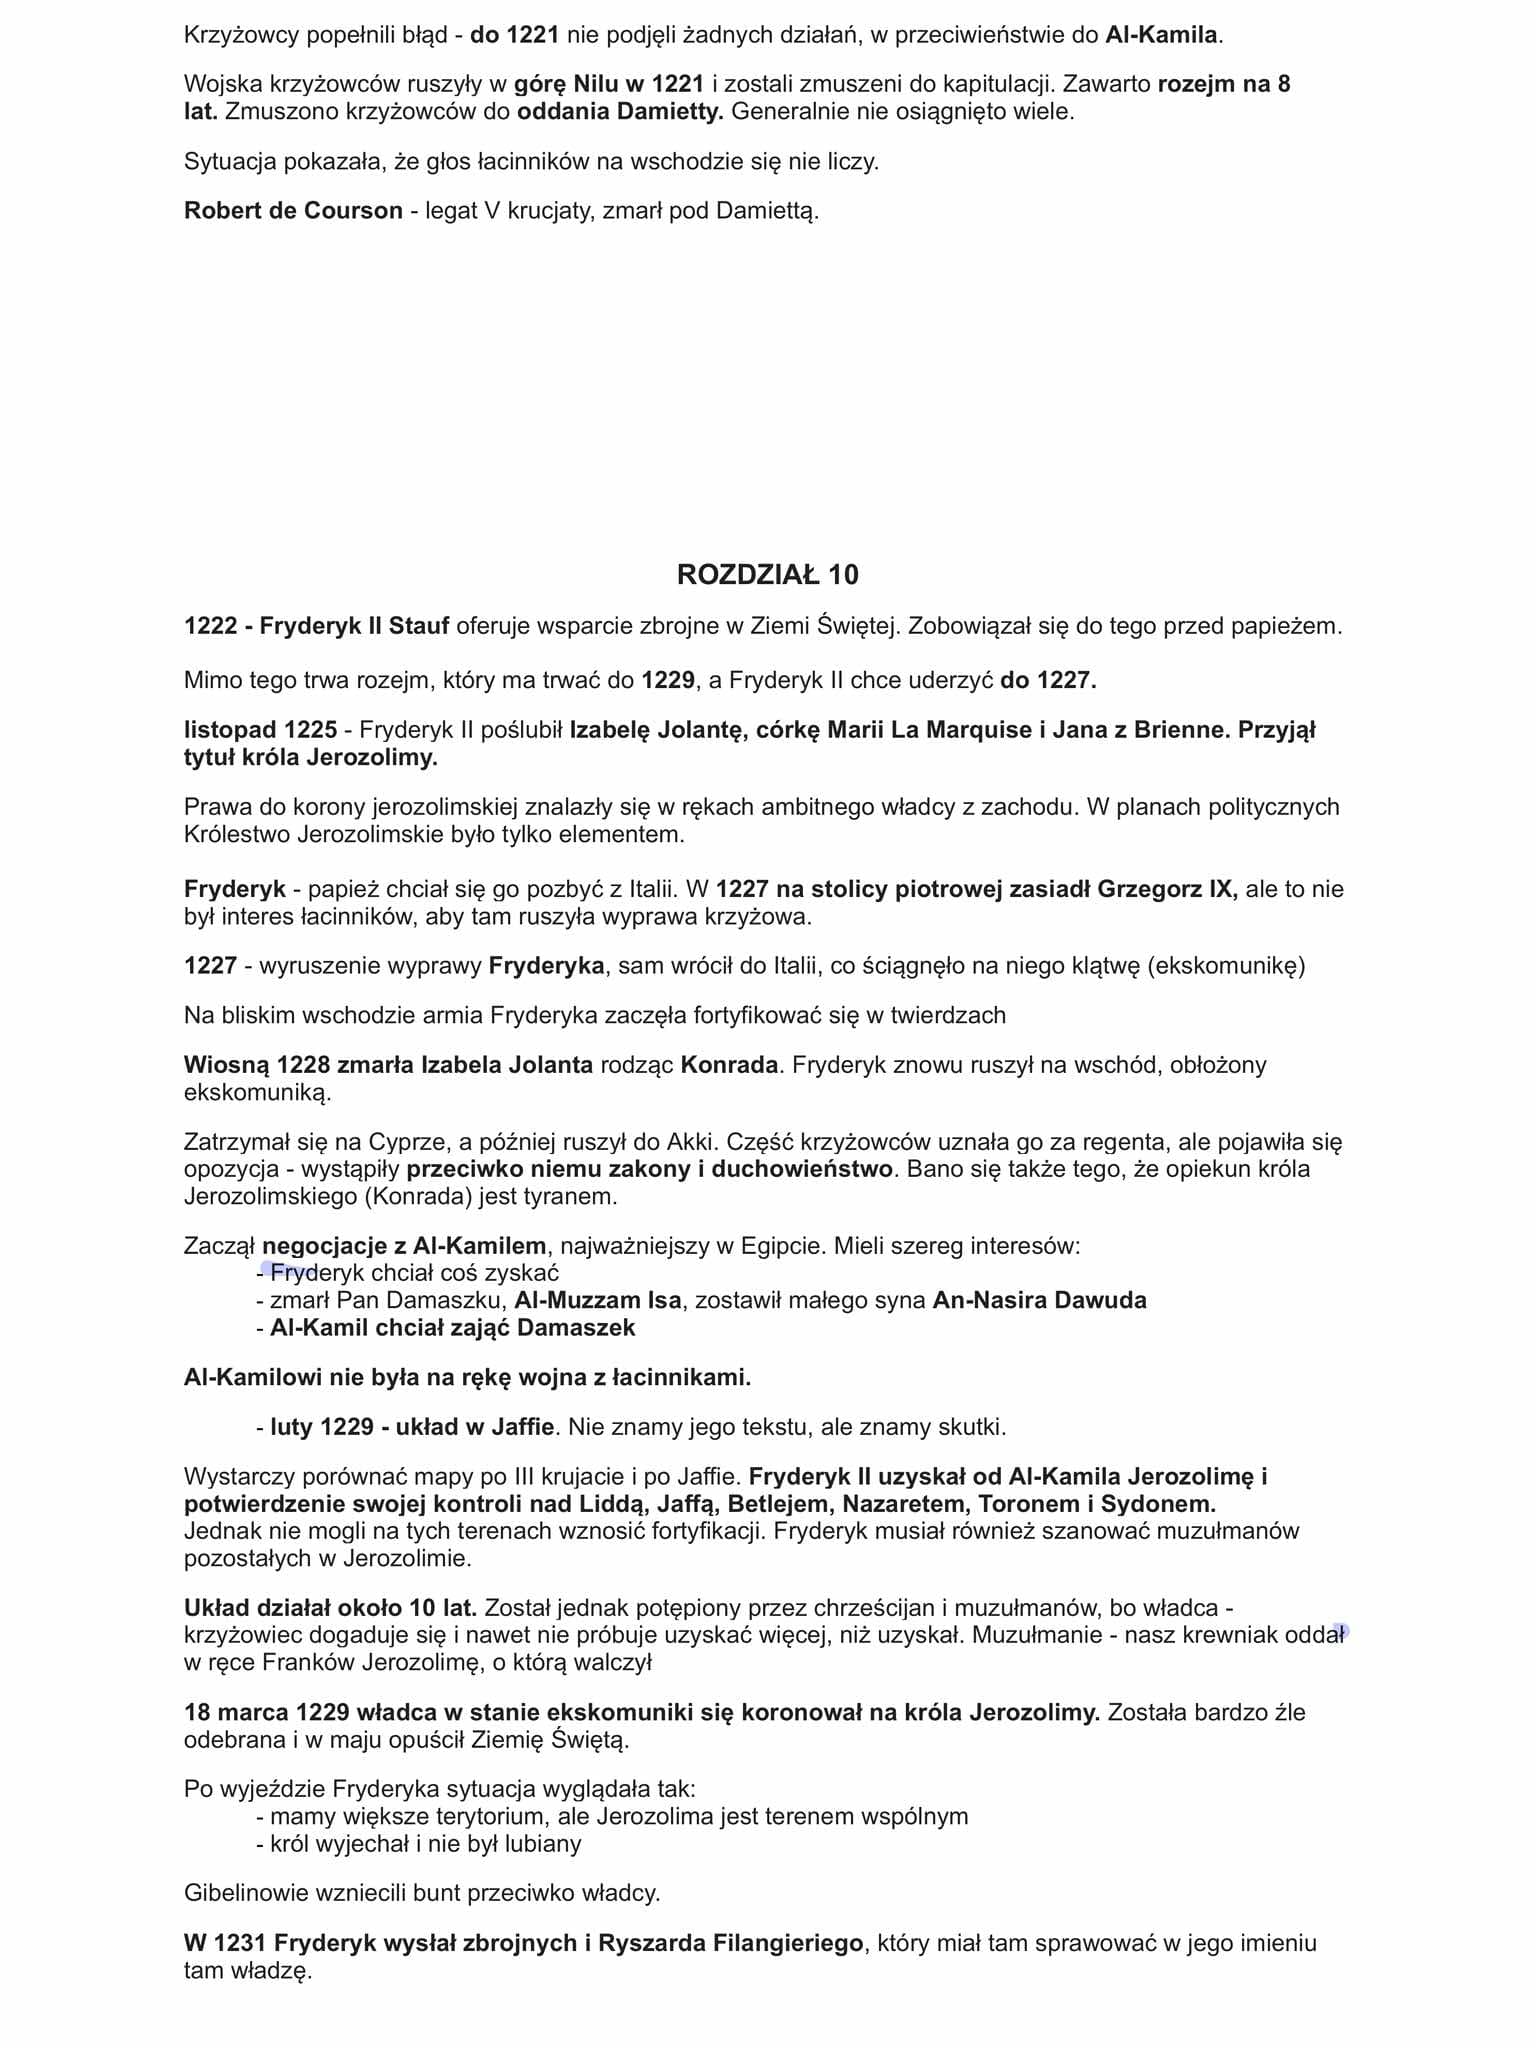 Krzyżowcy popełnili błąd - do 1221 nie podjęli żadnych działań, w przeciwieństwie do Al-Kamila.
Wojska krzyżowców ruszyły w górę Nilu w 1221 i zostali zmuszeni do kapitulacji. Zawarto rozejm na 8
lat. Zmuszono krzyżowców do oddania Damietty. Generalnie nie osiągnięto wiele.
Sytuacja pokazała, że głos łacinników na wschodzie się nie liczy.
Robert de Courson - legat V krucjaty, zmarł pod Damiettą.
ROZDZIAŁ 10
1222 - Fryderyk II Stauf oferuje wsparcie zbrojne w Ziemi Świętej. Zobowiązał się do tego przed papieżem.
Mimo tego trwa rozejm, który ma trwać do 1229, a Fryderyk II chce uderzyć do 1227.
listopad 1225 - Fryderyk II poślubił Izabelę Jolantę, córkę Marii La Marquise i Jana z Brienne. Przyjął
tytuł króla Jerozolimy.
Prawa do korony jerozolimskiej znalazły się w rękach ambitnego władcy z zachodu. W planach politycznych
Królestwo Jerozolimskie było tylko elementem.
Fryderyk - papież chciał się go pozbyć z Italii. W 1227 na stolicy piotrowej zasiadł Grzegorz IX, ale to nie
był interes łacinników, aby tam ruszyła wyprawa krzyżowa.
1227 - wyruszenie wyprawy Fryderyka, sam wrócił do Italii, co ściągnęło na niego klątwę (ekskomunikę)
Na bliskim wschodzie armia Fryderyka zaczęła fortyfikować się w twierdzach
Wiosną 1228 zmarła Izabela Jolanta rodząc Konrada. Fryderyk znowu ruszył na wschód, obłożony
ekskomuniką.
Zatrzymał się na Cyprze, a później ruszył do Akki. Część krzyżowców uznała go za regenta, ale pojawiła się
opozycja - wystąpiły przeciwko niemu zakony i duchowieństwo. Bano się także tego, że opiekun króla
Jerozolimskiego (Konrada) jest tyranem.
Zaczął negocjacje z Al-Kamilem, najważniejszy w Egipcie. Mieli szereg interesów:
- Fryderyk chciał coś zyskać
- zmarł Pan Damaszku, Al-Muzzam Isa, zostawił małego syna An-Nasira Dawuda
- Al-Kamil chciał zająć Damaszek
Al-Kamilowi nie była na rękę wojna z łacinnikami.
- luty 1229 - układ w Jaffie. Nie znamy jego tekstu, ale znamy skutki.
Wystarczy porównać mapy po III krujacie i po Jaffie. Fryderyk II uzyskał od Al-Kamila Jerozolimę i
potwierdzenie swojej kontroli nad Liddą, Jaffą, Betlejem, Nazaretem, Toronem i Sydonem.
Jednak nie mogli na tych terenach wznosić fortyfikacji. Fryderyk musiał również szanować muzułmanów
pozostałych w Jerozolimie.
Układ działał około 10 lat. Został jednak potępiony przez chrześcijan i muzułmanów, bo władca -
krzyżowiec dogaduje się i nawet nie próbuje uzyskać więcej, niż uzyskał. Muzułmanie - nasz krewniak oddał
w ręce Franków Jerozolimę, o którą walczył
18 marca 1229 władca w stanie ekskomuniki się koronował na króla Jerozolimy. Została bardzo źle
odebrana i w maju opuścił Ziemię Świętą.
Po wyjeździe Fryderyka sytuacja wyglądała tak:
- mamy większe terytorium, ale Jerozolima jest terenem wspólnym
- król wyjechał i nie był lubiany
Gibelinowie wzniecili bunt przeciwko władcy.
W 1231 Fryderyk wysłał zbrojnych i Ryszarda Filangieriego, który miał tam sprawować w jego imieniu
tam władzę.